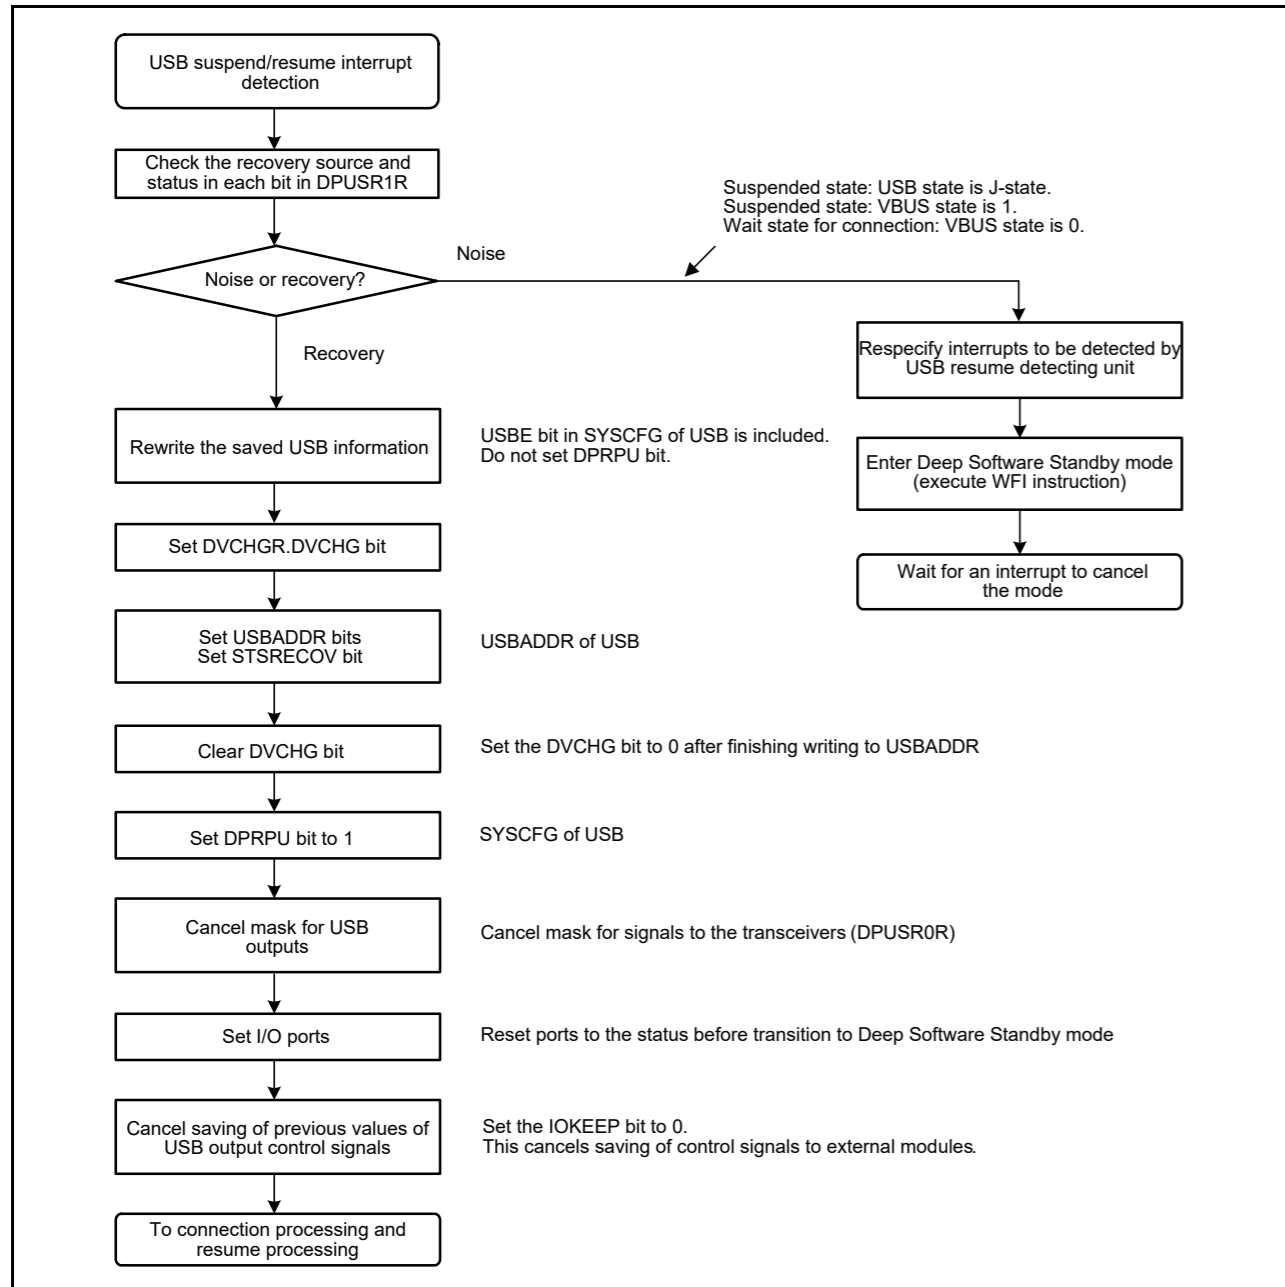 USB suspend/resume interrupt
detection
Check the recovery source and
status in each bit in DPUSR1R
Suspended state: USB state is J-state.
Suspended state: VBUS state is 1.
Wait state for connection: VBUS state is 0.
Noise
Noise or recovery?
Recovery
Respecify interrupts to be detected by
USB resume detecting unit
Enter Deep Software Standby mode
(execute WFI instruction)
Wait for an interrupt to cancel
the mode
Rewrite the saved USB information
USBE bit in SYSCFG of USB is included.
Do not set DPRPU bit.
Set DVCHGR.DVCHG bit
Set USBADDR bits
Set STSRECOV bit
USBADDR of USB
Clear DVCHG bit
Set the DVCHG bit to 0 after finishing writing to USBADDR
Set DPRPU bit to 1
SYSCFG of USB
Cancel mask for USB
outputs
Cancel mask for signals to the transceivers (DPUSR0R)
Set I/O ports
Reset ports to the status before transition to Deep Software Standby mode
Cancel saving of previous values of
USB output control signals
Set the IOKEEP bit to 0.
This cancels saving of control signals to external modules.
To connection processing and
resume processing